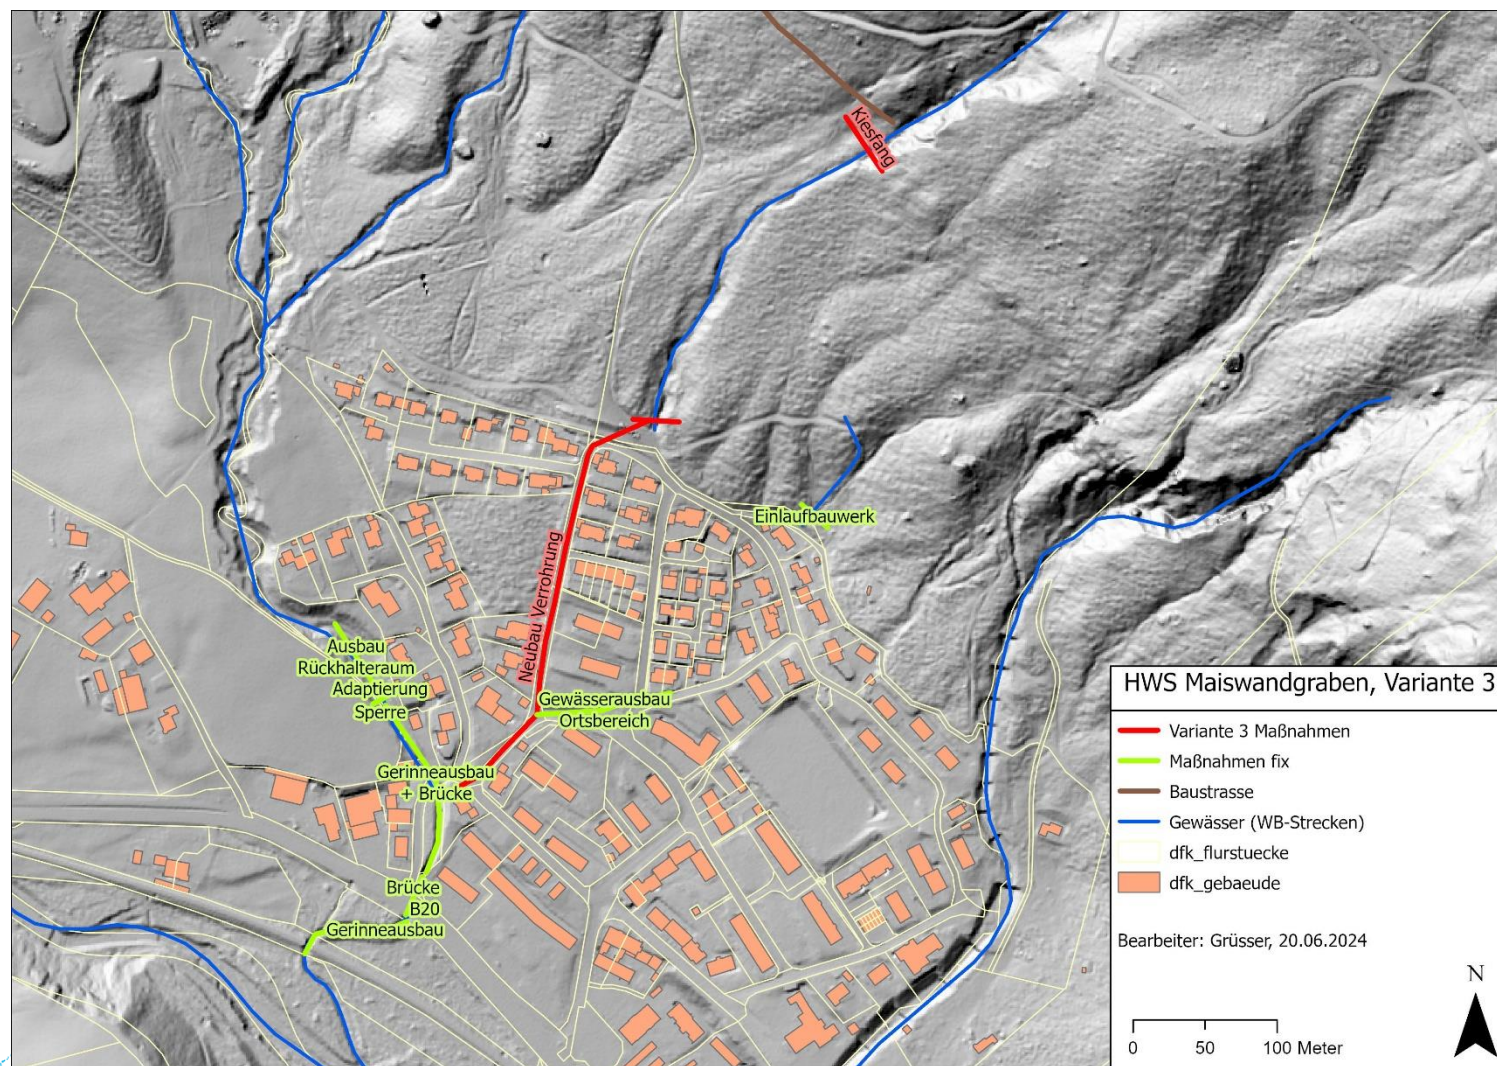 Kiesfang
Einlaufbauwerk
Neubau Verrohrung
Ausbau
Rückhalteraum
Adaptierung
Sperre
Gewässerausbau
Ortsbereich
Gerinneausbau
+ Brücke
Brücke
B20
Gerinneausbau
HWS Maiswandgraben, Variante 3
Variante 3 Maßnahmen
Maßnahmen fix
Baustrasse
Gewässer (WB-Strecken)
dfk_flurstuecke
dfk_gebaeude
Bearbeiter: Grüsser, 20.06.2024
N
0 50 100 Meter